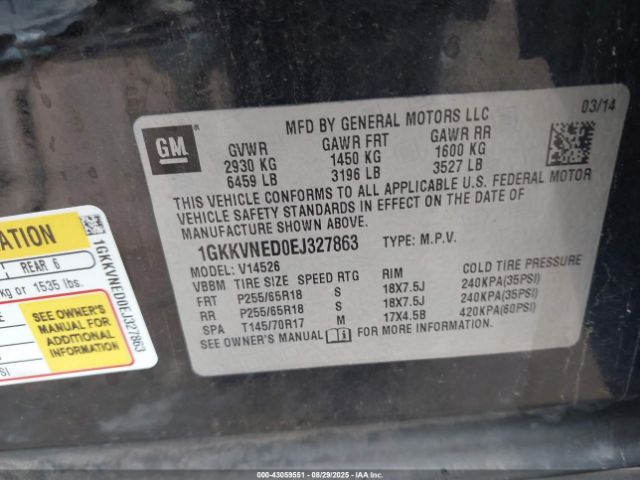 GM
MFD BY GENERAL MOTORS LLC
03/14
GVWR GAWR FRT GAWR RR
2930 KG 1450 KG 1600 KG
6459 LB 3196 LB 3527 LB
THIS VEHICLE CONFORMS TO ALL APPLICABLE U.S. FEDERAL MOTOR
VEHICLE SAFETY STANDARDS IN EFFECT ON THE DATE OF
MANUFACTURE SHOWN ABOVE.
1GKKVNED0EJ327863 TYPE: M.P.V.
MODEL: V14526
VBBM TIRE SIZE SPEED RTG RIM COLD TIRE PRESSURE
FRT P255/65R18 S 18X7.5J 240KPA(35PSI)
RR P255/65R18 S 18X7.5J 240KPA(35PSI)
SPA T145/70R17 M 17X4.5B 420KPA(60PSI)
SEE OWNER'S MANUAL FOR MORE INFORMATION.
ATION
REAR 6
kg or 1535 lbs.
SEE OWNER'S
MANUAL FOR
ADDITIONAL
INFORMATION
1GKKVNED0EJ327863
000-43059551 08/29/2025 IAAI.COM